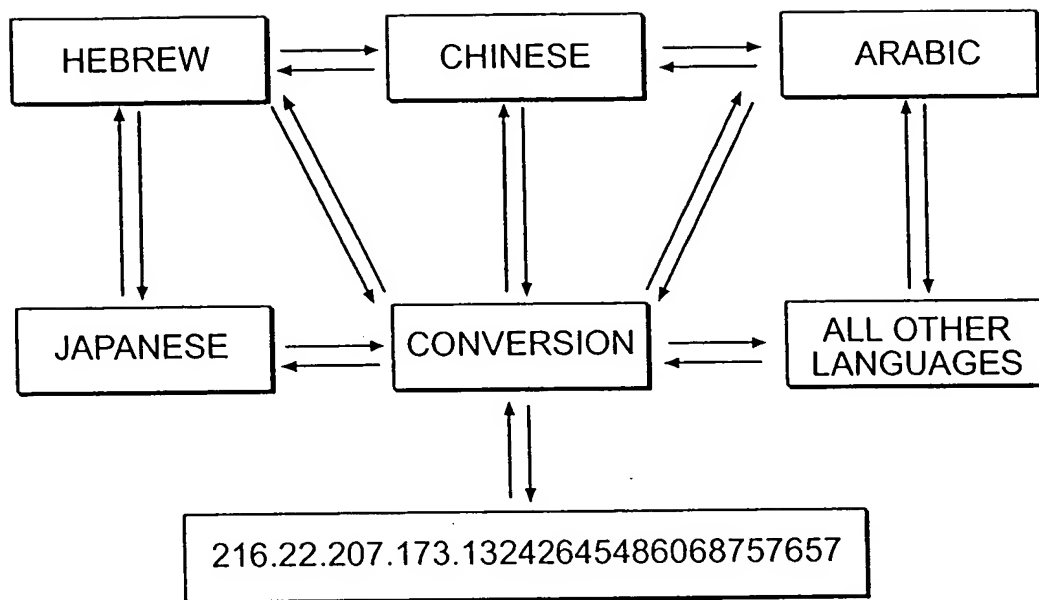 HEBREW
CHINESE
ARABIC
JAPANESE
CONVERSION
ALL OTHER
LANGUAGES
216.22.207.173.13242645486068757657